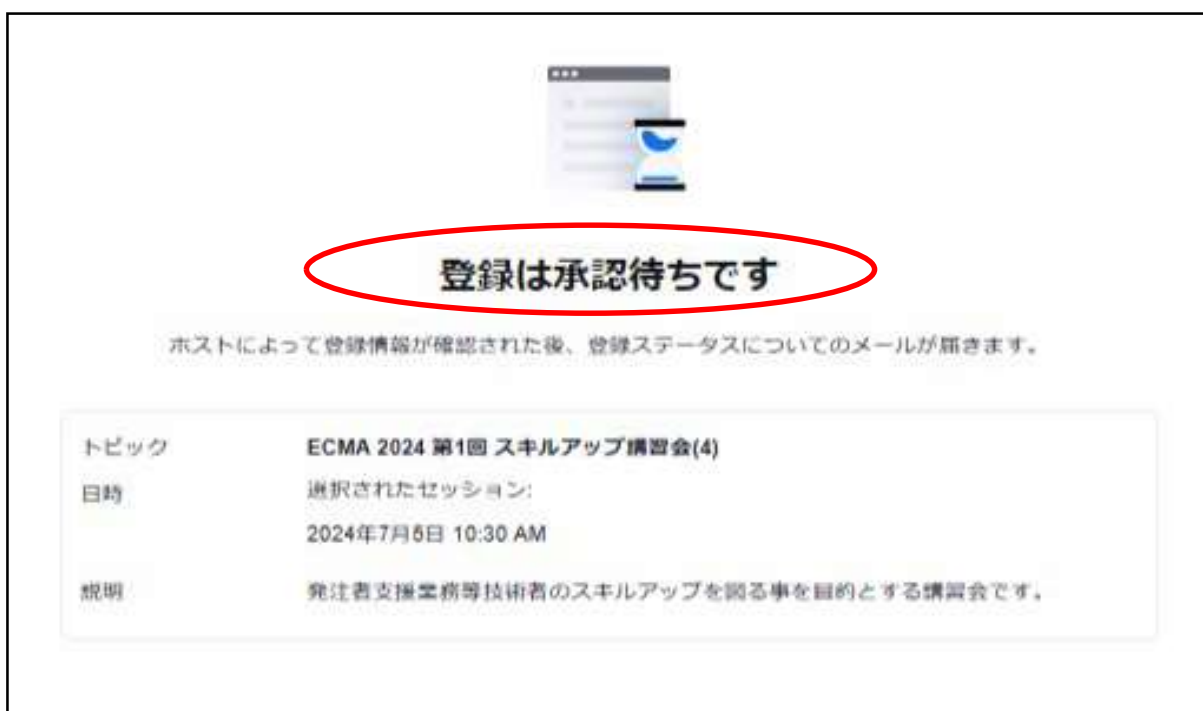 登録は承認待ちです
ホストによって登録情報が確認された後、登録ステータスについてのメールが届きます。
トピック ECMA 2024 第1回 スキルアップ講習会(4)
日時 選択されたセッション:
2024年7月5日 10:30 AM
説明 発注者支援業務等技術者のスキルアップを図る事を目的とする講習会です。